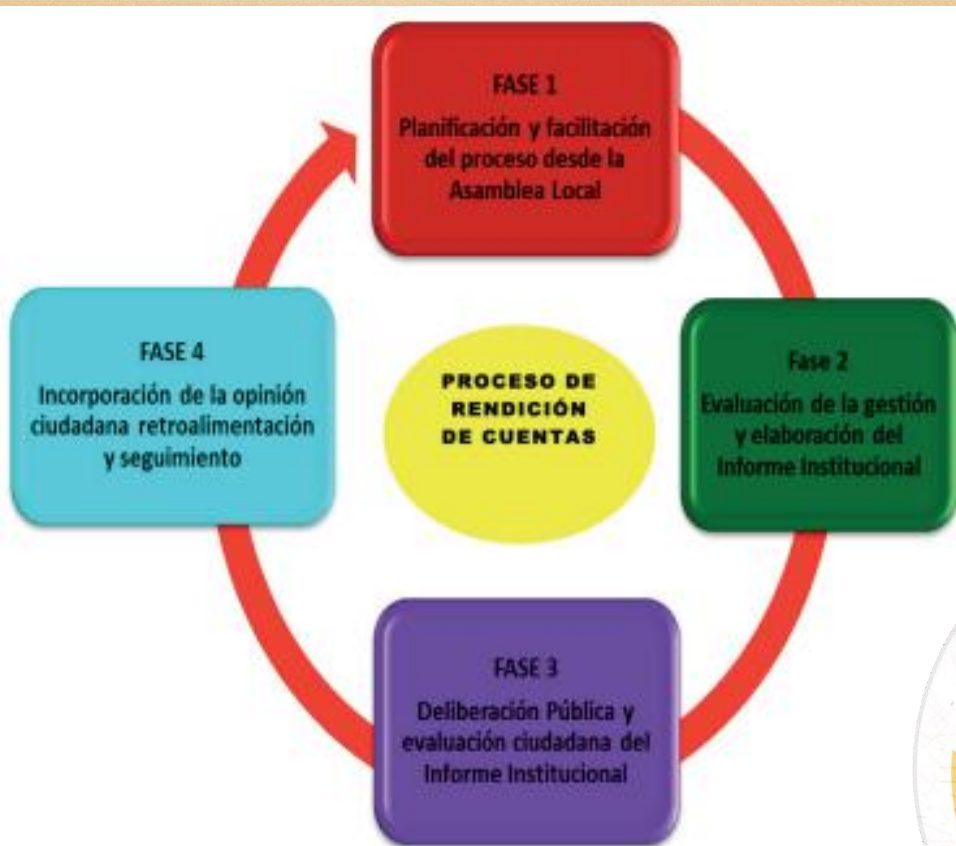 FASE 1
Planificación y facilitación
del proceso desde la
Asamblea Local
Fase 2
Evaluación de la gestión
y elaboración del
Informe Institucional
FASE 3
Deliberación Pública y
evaluación ciudadana del
Informe Institucional
FASE 4
Incorporación de la opinión
ciudadana retroalimentación
y seguimiento
PROCESO DE
RENDICIÓN
DE CUENTAS